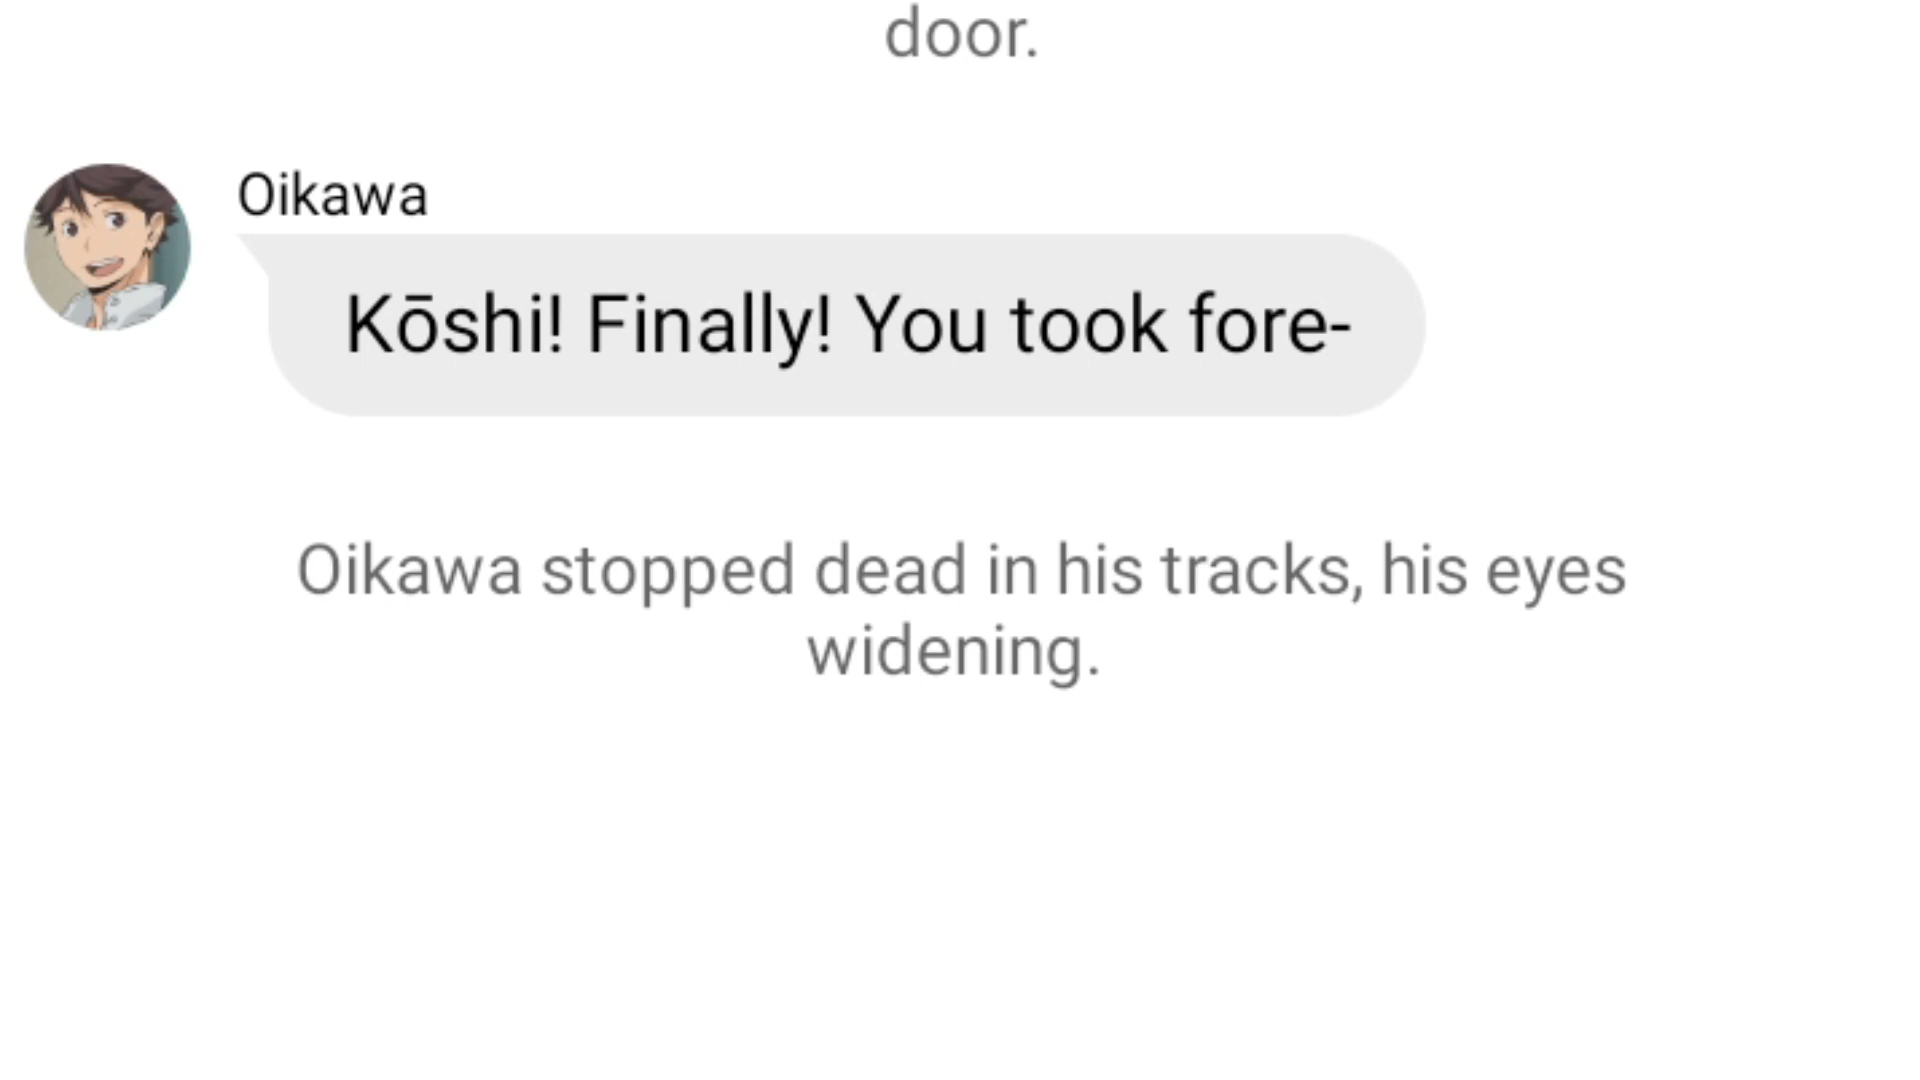 door.
Oikawa
Kōshi! Finally! You took fore-
Oikawa stopped dead in his tracks, his eyes
widening.